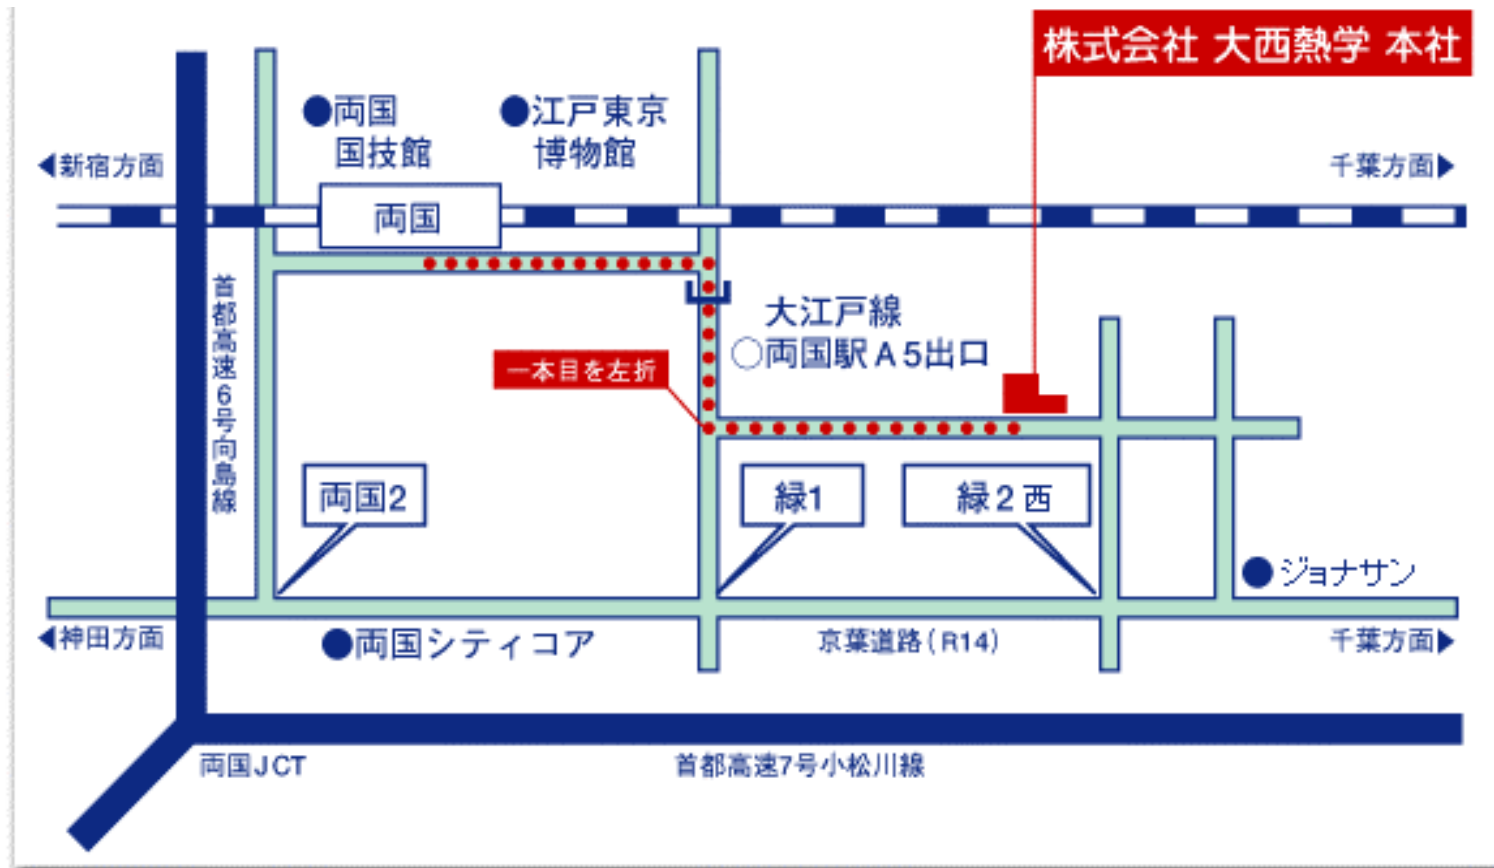 株式会社 大西熱学 本社
●両国
国技館
●江戸東京
博物館
◀新宿方面
千葉方面▶
両国
首都高速6号向島線
大江戸線
○両国駅A5出口
一本目を左折
両国2
緑1
緑2西
●ジョナサン
◀神田方面
●両国シティコア
京葉道路(R14)
千葉方面▶
両国JCT
首都高速7号小松川線